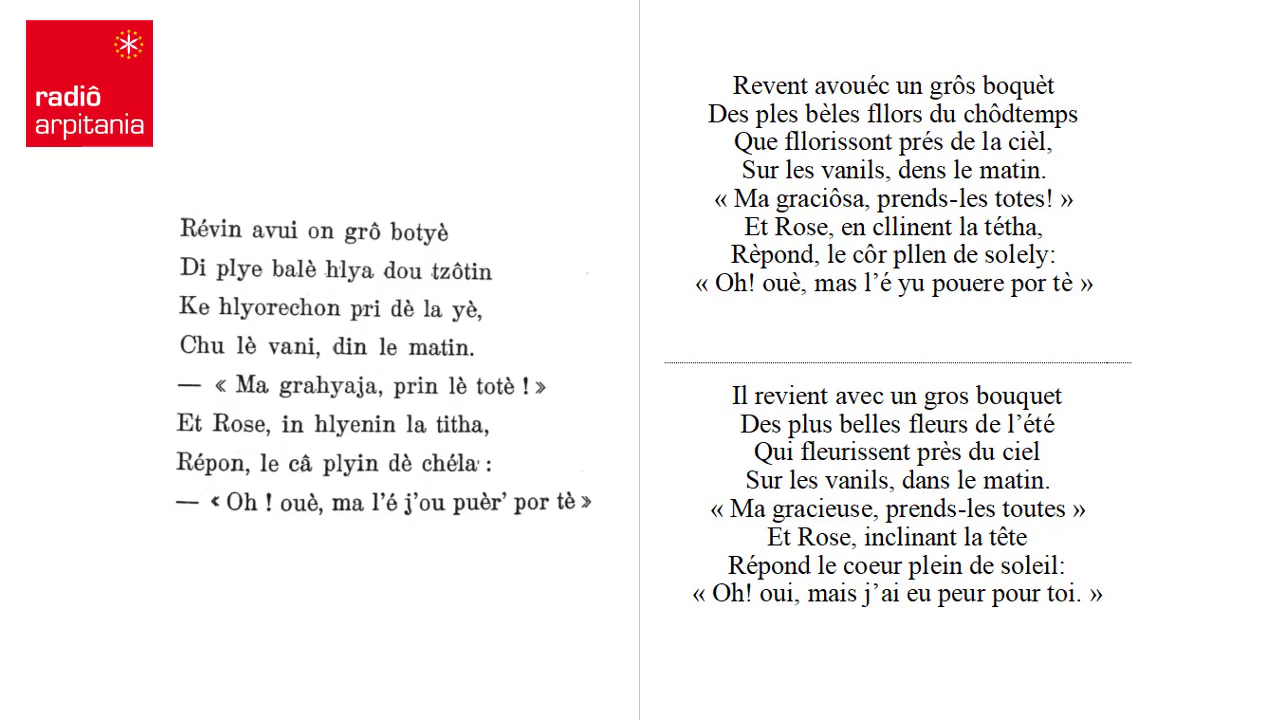 radiô
arpitania
Révin avui on grô botyè
Di plye balè hlya dou tzôtin
Ke hlyorechon pri dè la yè,
Chu lè vani, din le matin.
— « Ma grahyaja, prin lè totè ! »
Et Rose, in hlyenin la titha,
Répon, le câ plyin dè chéla :
— « Oh ! ouè, ma l’é j’ou puèr’ por tè »
Revent avouéc un grôs boquèt
Des ples bèles fllors du chôdtemps
Que fllorissont prés de la cièl,
Sur les vanils, dens le matin.
« Ma graciôsa, prends-les totes! »
Et Rose, en cllinent la tétha,
Rèpond, le côr pllen de solely:
« Oh! ouè, mas l’é yu pouere por tè »
Il revient avec un gros bouquet
Des plus belles fleurs de l’été
Qui fleurissent près du ciel
Sur les vanils, dans le matin.
« Ma gracieuse, prends-les toutes »
Et Rose, inclinant la tête
Répond le coeur plein de soleil:
« Oh! oui, mais j’ai eu peur pour toi. »